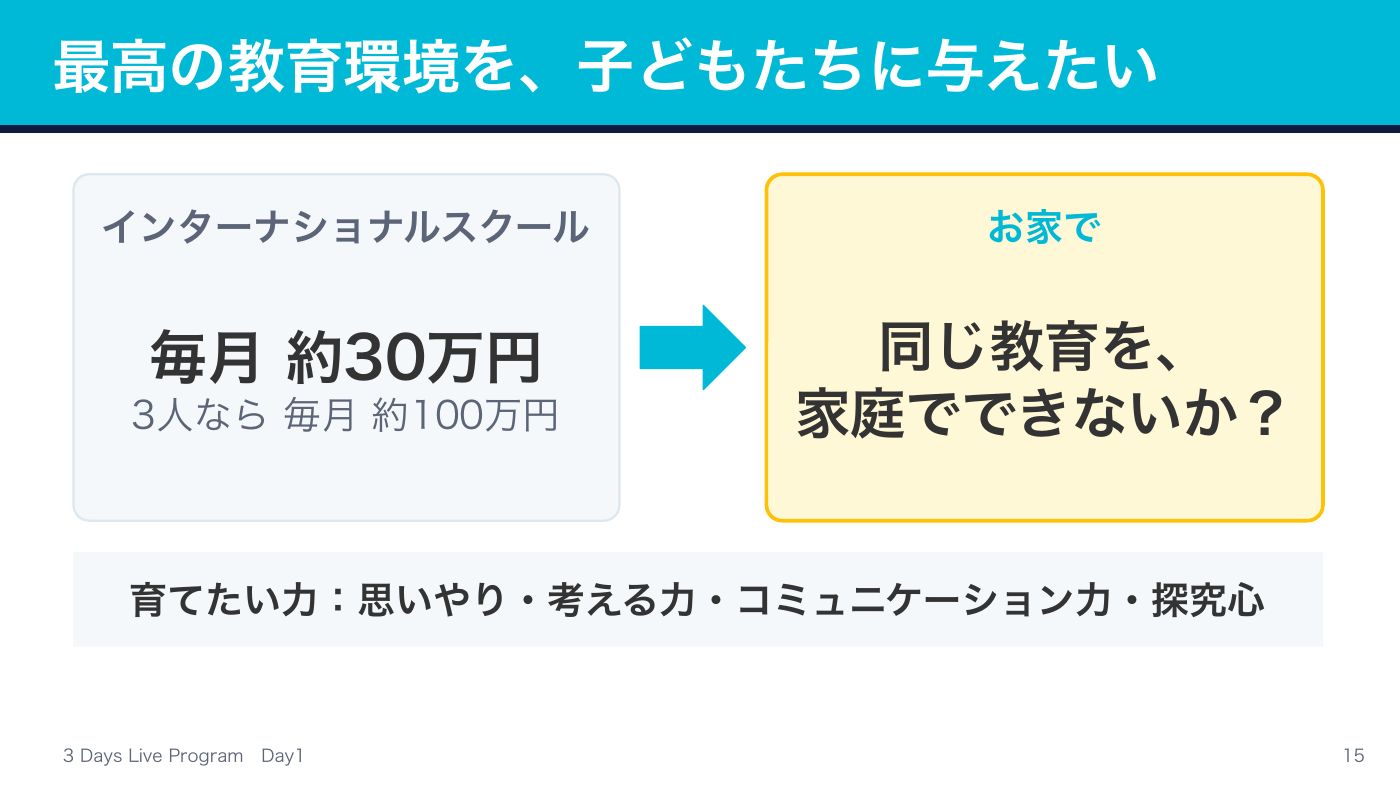 最高の教育環境を、子どもたちに与えたい
インターナショナルスクール
毎月 約30万円
3人なら 毎月 約100万円
お家で
同じ教育を、
家庭でできないか？
育てたい力：思いやり・考える力・コミュニケーション力・探究心
3 Days Live Program　Day1
15